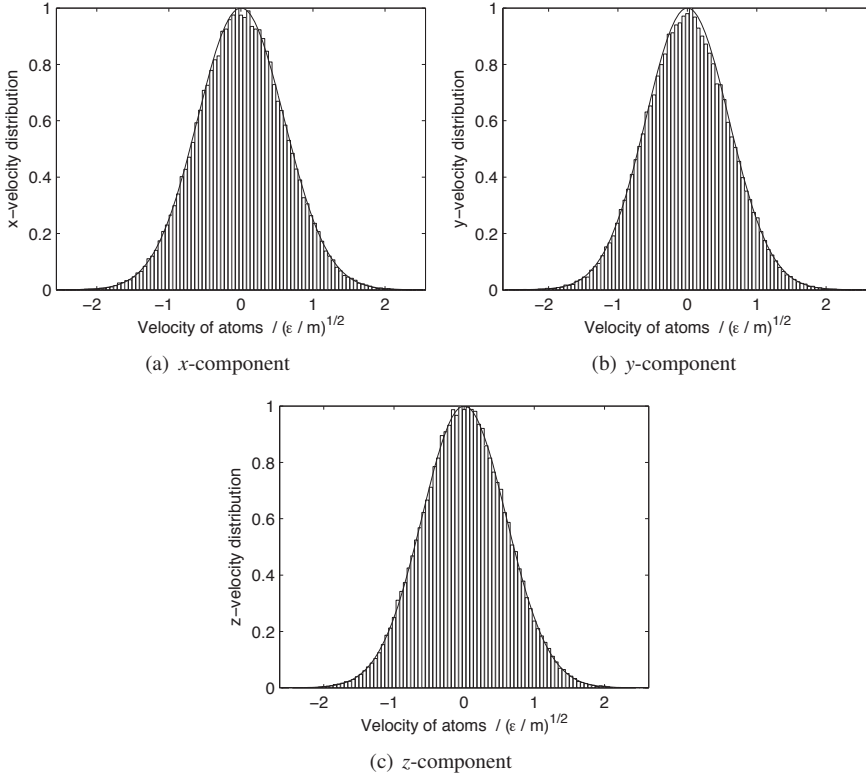 x−velocity distribution
1
0.8
0.6
0.4
0.2
0
−2 −1 0 1 2
Velocity of atoms / (ε / m)^1/2
(a) x-component
y−velocity distribution
1
0.8
0.6
0.4
0.2
0
−2 −1 0 1 2
Velocity of atoms / (ε / m)^1/2
(b) y-component
z−velocity distribution
1
0.8
0.6
0.4
0.2
0
−2 −1 0 1 2
Velocity of atoms / (ε / m)^1/2
(c) z-component